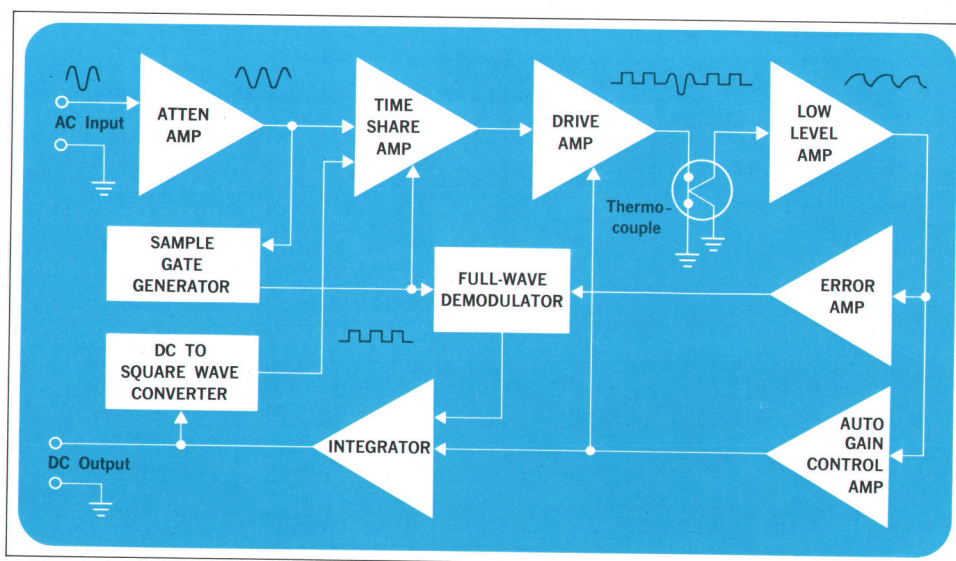 AC Input
ATTEN
AMP
TIME
SHARE
AMP
DRIVE
AMP
LOW
LEVEL
AMP
Thermo-
couple
SAMPLE
GATE
GENERATOR
FULL-WAVE
DEMODULATOR
ERROR
AMP
DC TO
SQUARE WAVE
CONVERTER
INTEGRATOR
AUTO
GAIN
CONTROL
AMP
DC Output